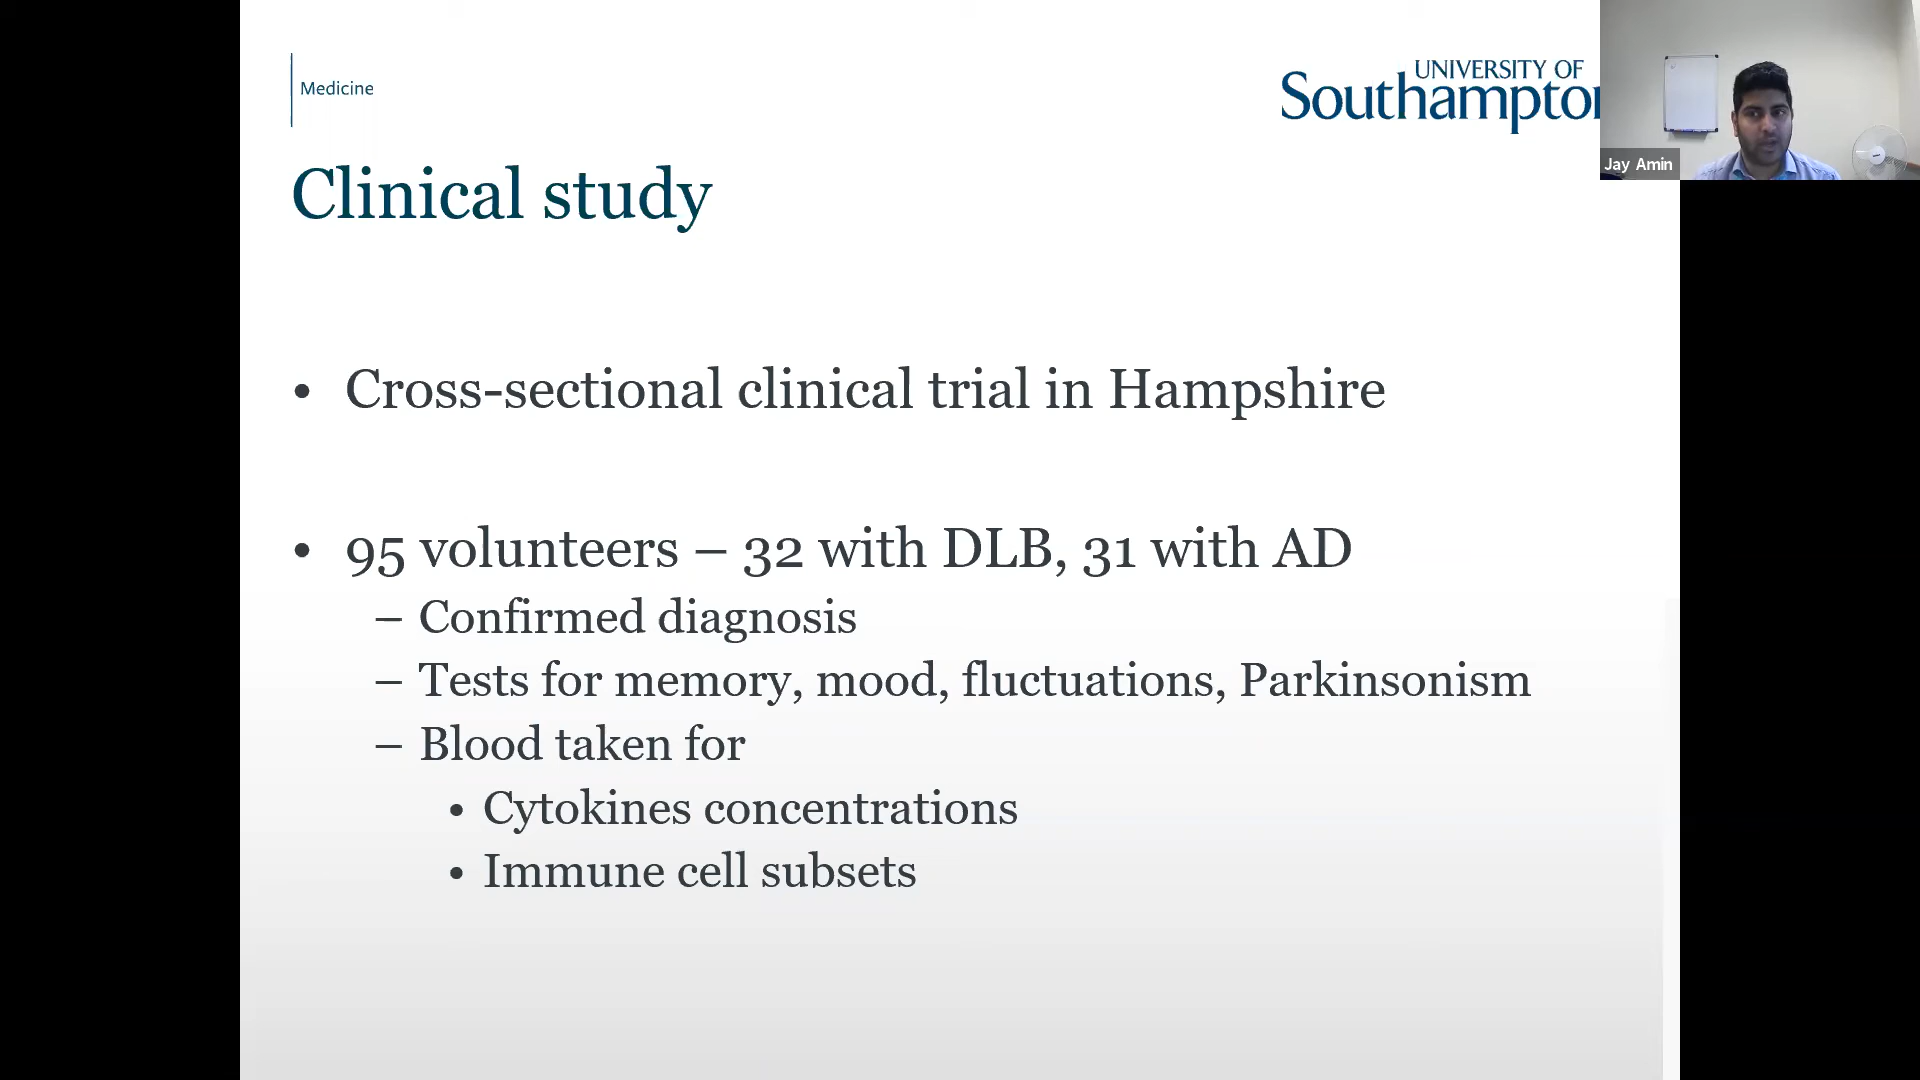 Medicine
UNIVERSITY OF
Southampton
Jay Amin
Clinical study
• Cross-sectional clinical trial in Hampshire
• 95 volunteers – 32 with DLB, 31 with AD
– Confirmed diagnosis
– Tests for memory, mood, fluctuations, Parkinsonism
– Blood taken for
• Cytokines concentrations
• Immune cell subsets